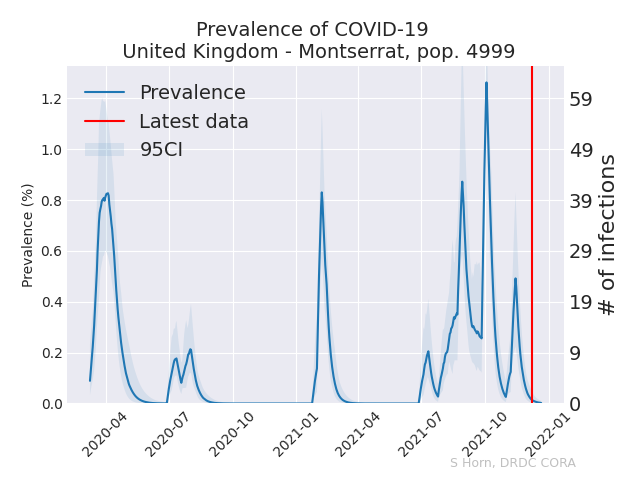 Prevalence of COVID-19
United Kingdom - Montserrat, pop. 4999
Prevalence
Latest data
95CI
Prevalence (%)
1.2
1.0
0.8
0.6
0.4
0.2
0.0
59
49
39
29
19
9
0
# of infections
2020-04
2020-07
2020-10
2021-01
2021-04
2021-07
2021-10
2022-01
S Horn, DRDC CORA